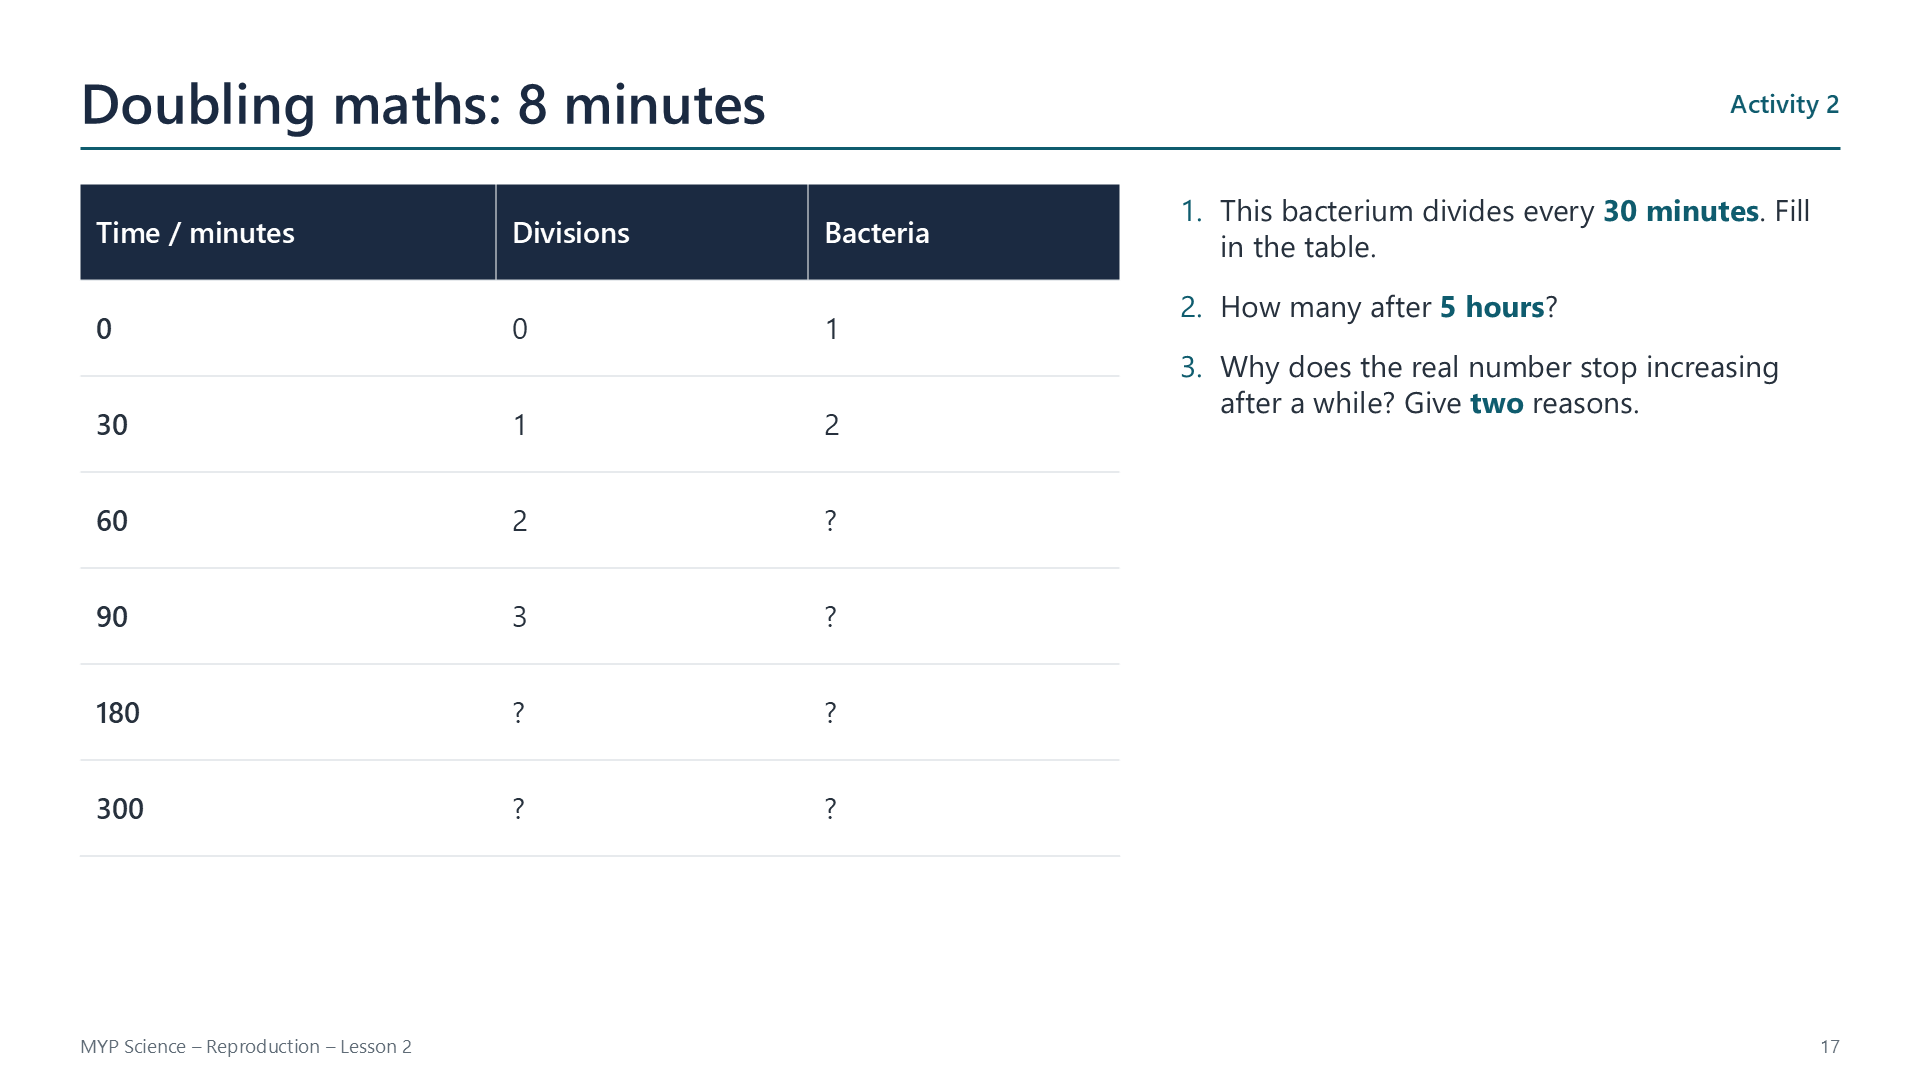 Doubling maths: 8 minutes
Activity 2
Time / minutes Divisions Bacteria
0 0 1
30 1 2
60 2 ?
90 3 ?
180 ? ?
300 ? ?
1. This bacterium divides every 30 minutes. Fill
in the table.
2. How many after 5 hours?
3. Why does the real number stop increasing
after a while? Give two reasons.
MYP Science – Reproduction – Lesson 2
17